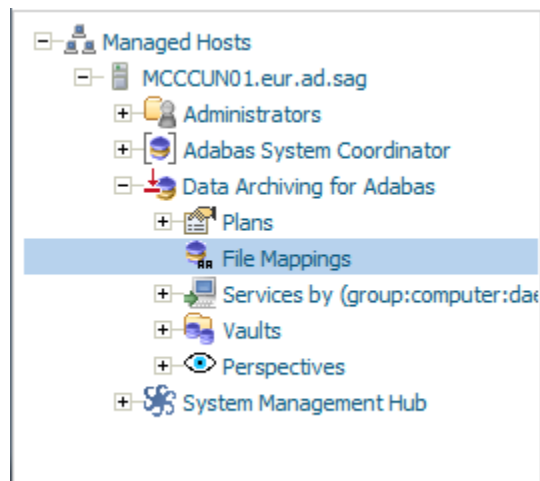 Managed Hosts
MCCCUN01.eur.ad.sag
Administrators
Adabas System Coordinator
Data Archiving for Adabas
Plans
File Mappings
Services by (group:computer:dae
Vaults
Perspectives
System Management Hub